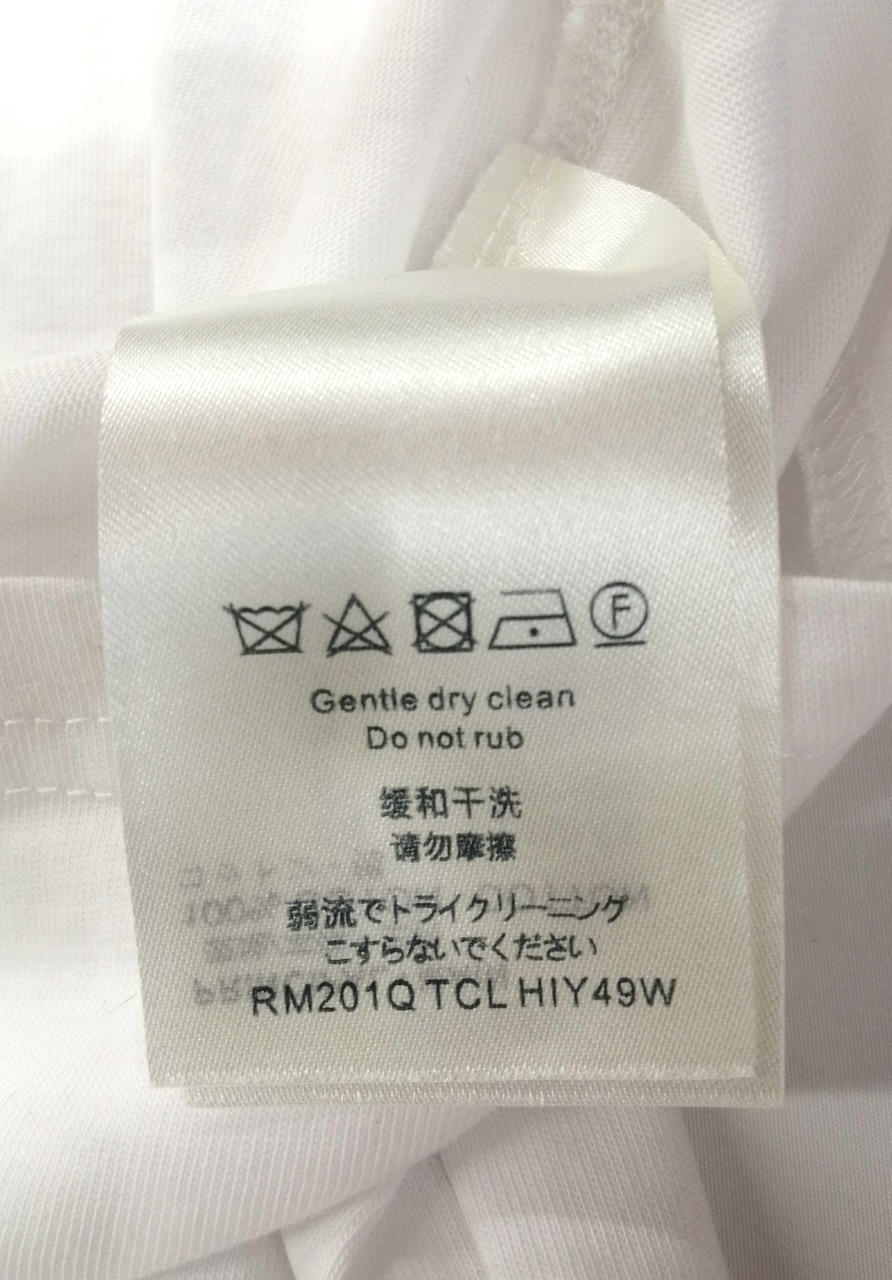 F
Gentle dry clean
Do not rub
缓和干洗
请勿摩擦
弱流でトライクリーニング
こすらないでください
100%
RM201Q TCL HIY49W